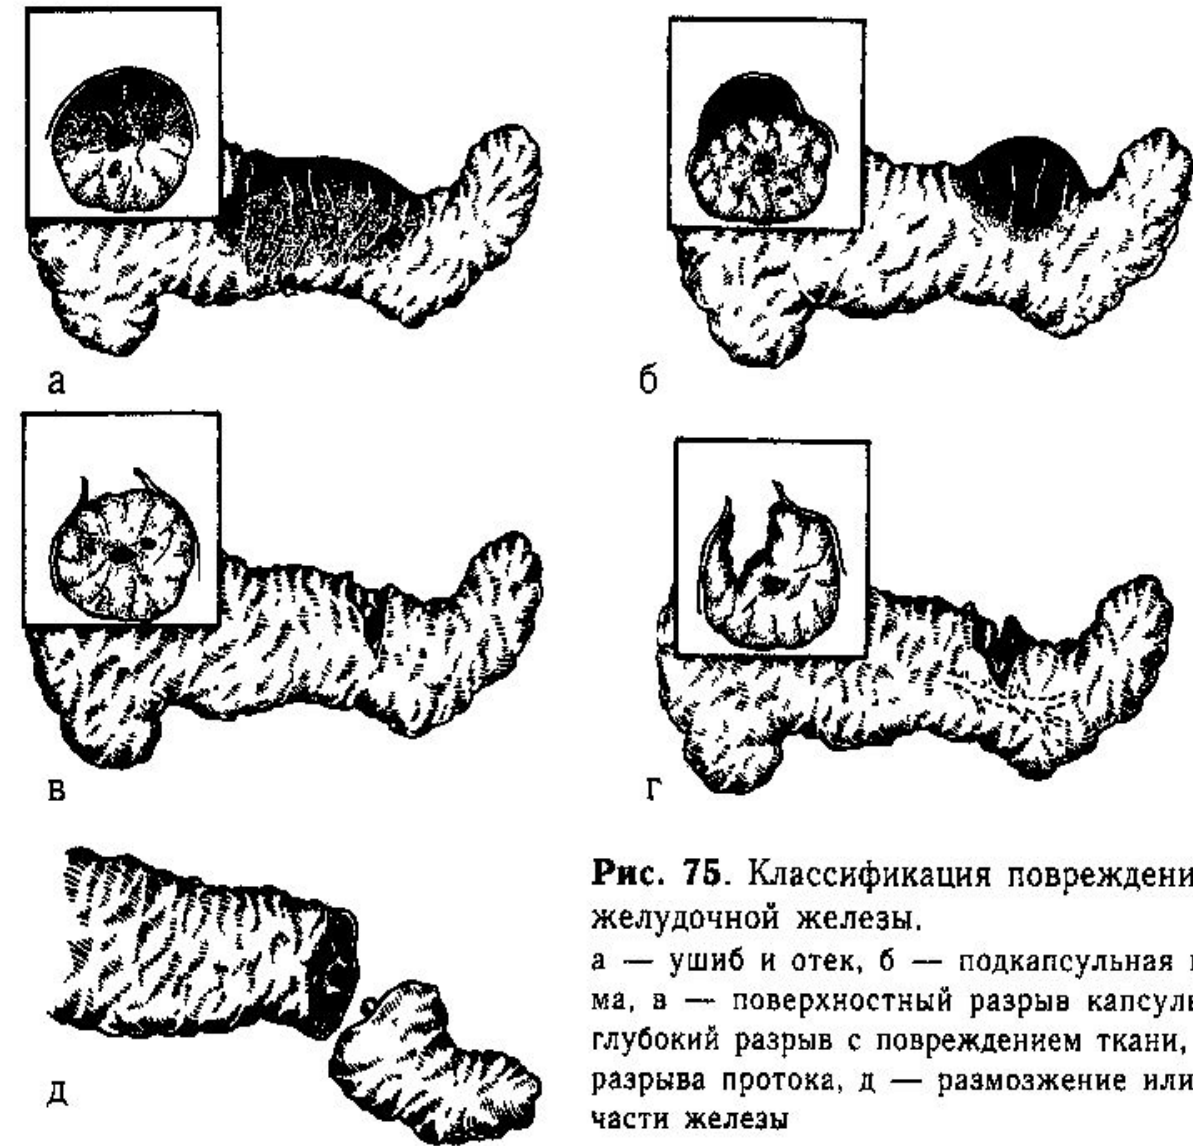 а
б
в
г
д
Рис. 75. Классификация повреждени
желудочной железы.
а — ушиб и отек, б — подкапсульная
ма, в — поверхностный разрыв капсуль
глубокий разрыв с повреждением ткани,
разрыва протока, д — размозжение или
части железы